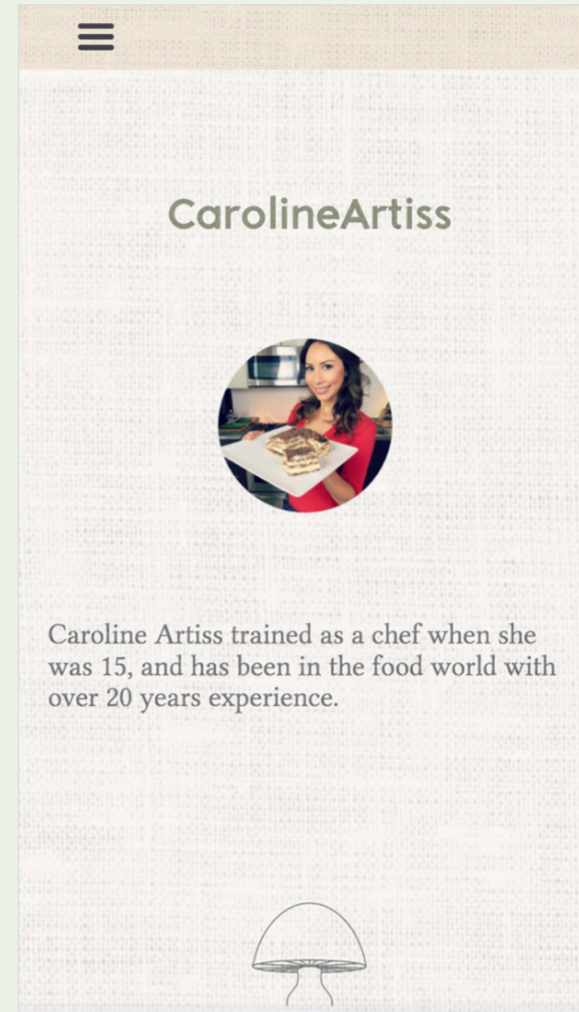 CarolineArtiss
Caroline Artiss trained as a chef when she
was 15, and has been in the food world with
over 20 years experience.